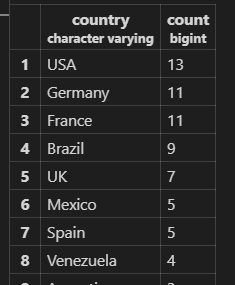 country count
character varying bigint
1 USA 13
2 Germany 11
3 France 11
4 Brazil 9
5 UK 7
6 Mexico 5
7 Spain 5
8 Venezuela 4